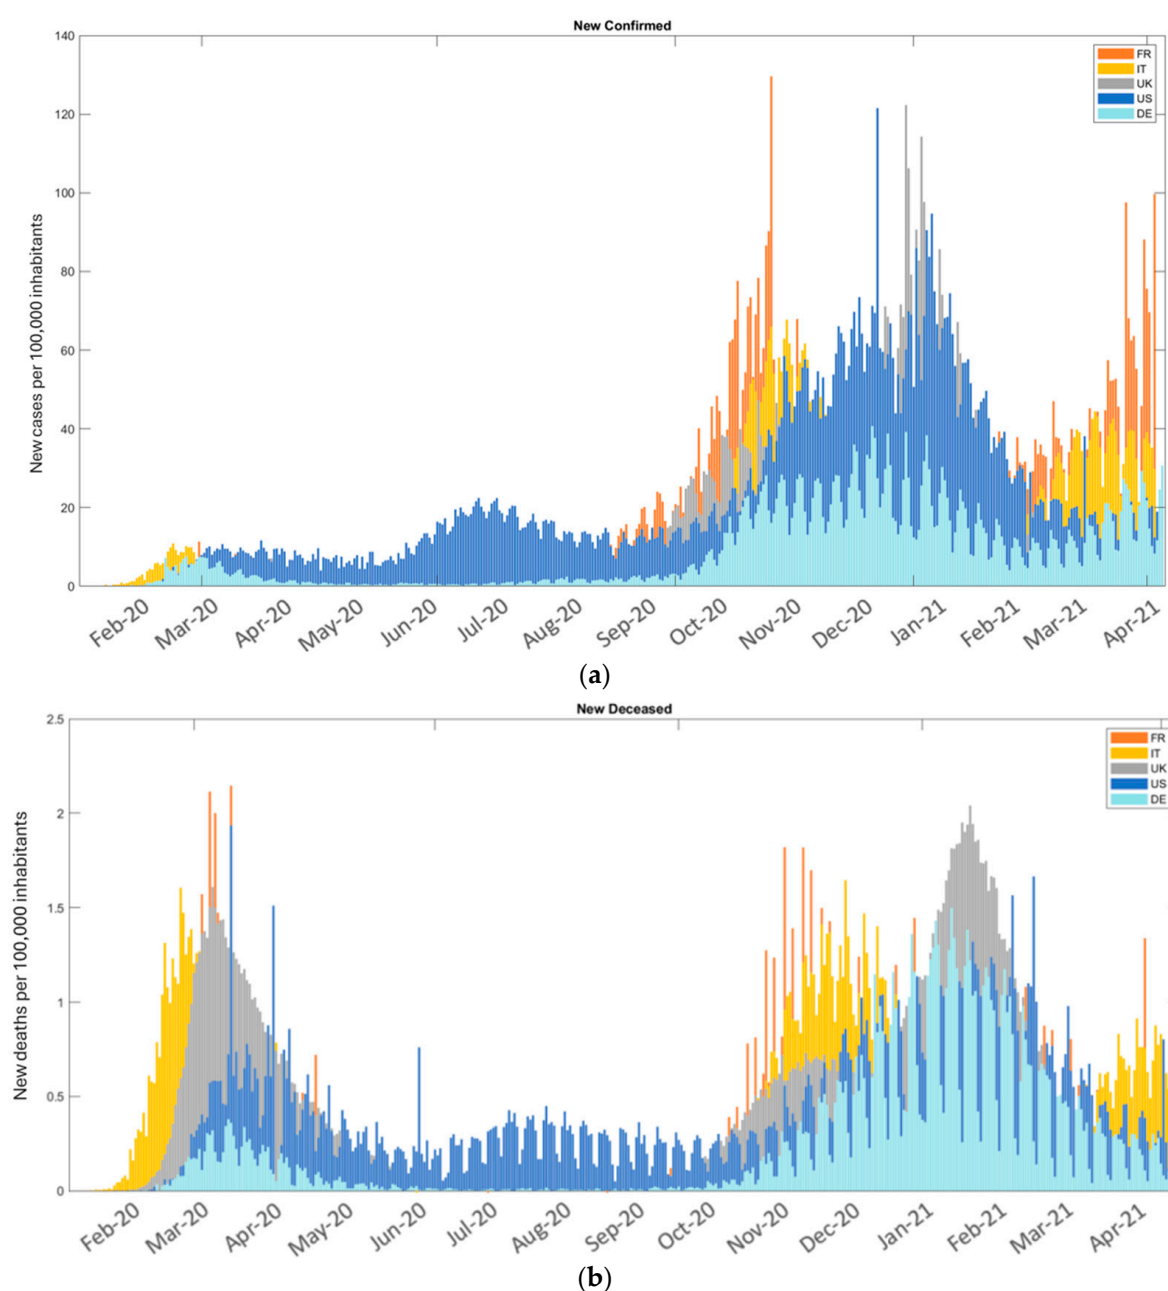 New Confirmed
140
120
100
80
60
40
20
0
New cases per 100,000 inhabitants
FR
IT
UK
US
DE
Feb-20 Mar-20 Apr-20 May-20 Jun-20 Jul-20 Aug-20 Sep-20 Oct-20 Nov-20 Dec-20 Jan-21 Feb-21 Mar-21 Apr-21
(a)
New Deceased
2.5
2
1.5
1
0.5
0
New deaths per 100,000 inhabitants
FR
IT
UK
US
DE
Feb-20 Mar-20 Apr-20 May-20 Jun-20 Jul-20 Aug-20 Sep-20 Oct-20 Nov-20 Dec-20 Jan-21 Feb-21 Mar-21 Apr-21
(b)